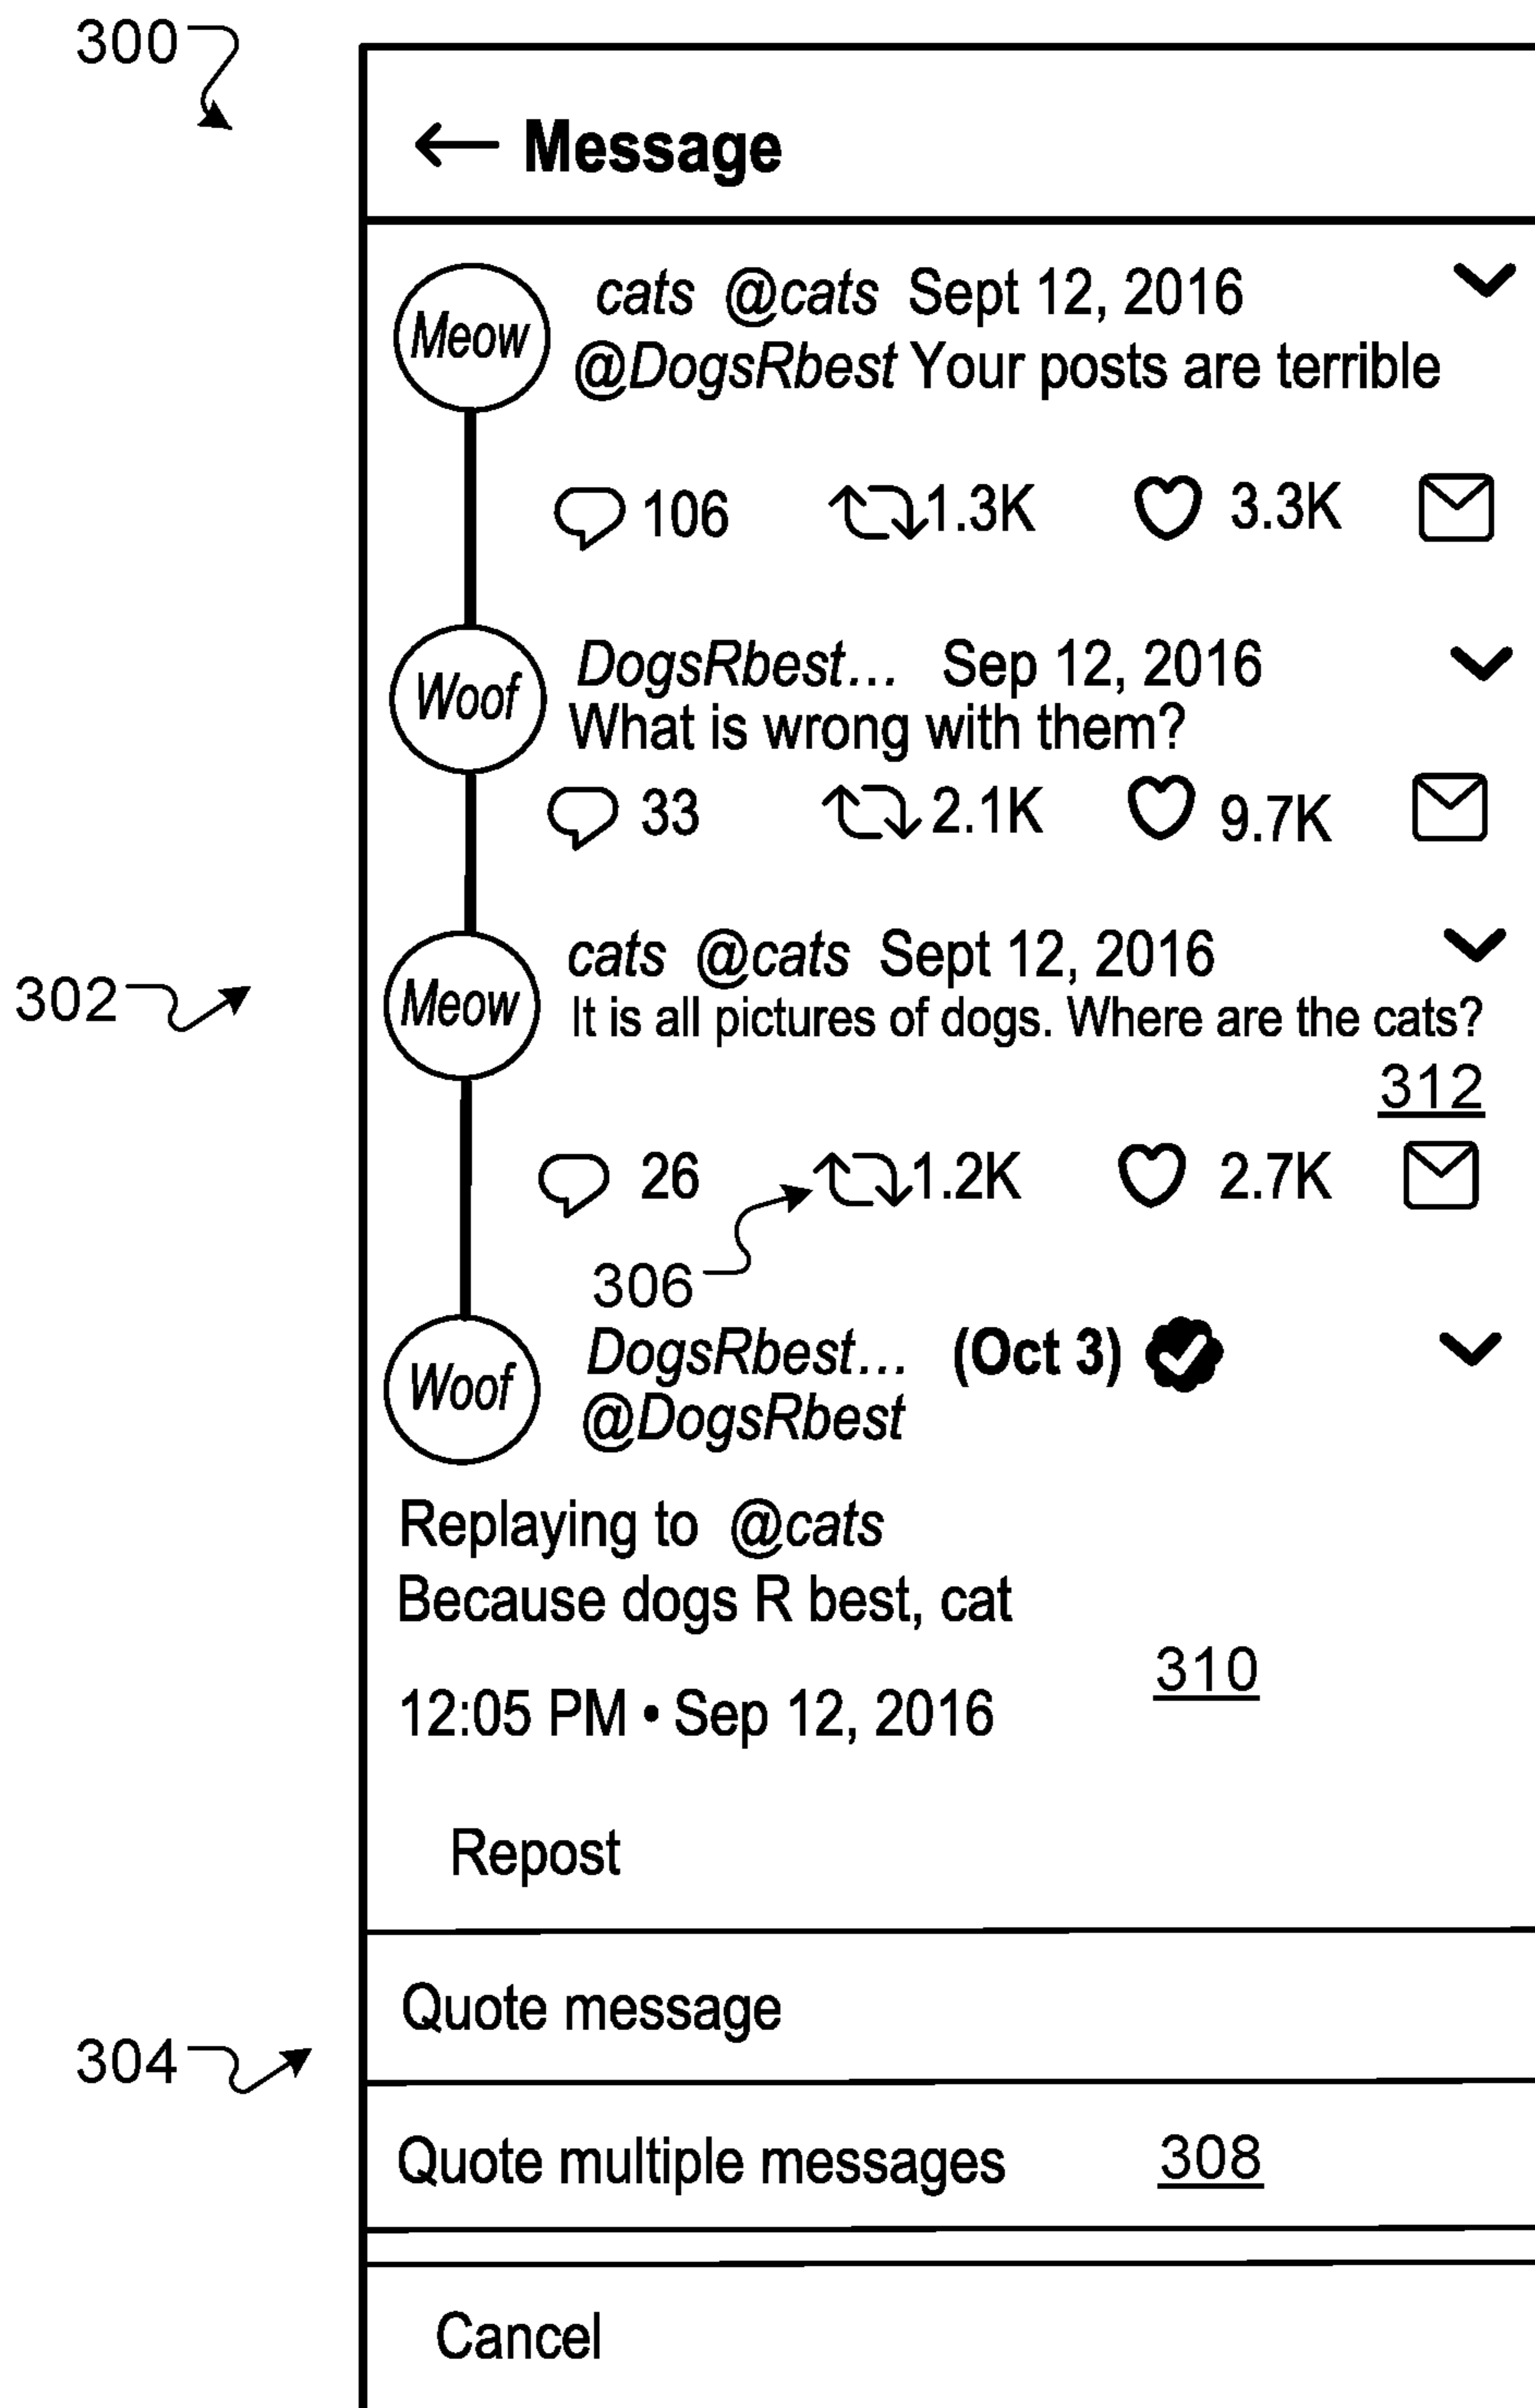 300
← Message
Meow
cats @cats Sept 12, 2016
@DogsRbest Your posts are terrible
106 1.3K 3.3K
Woof
DogsRbest... Sep 12, 2016
What is wrong with them?
33 2.1K 9.7K
302
Meow
cats @cats Sept 12, 2016
It is all pictures of dogs. Where are the cats?
312
26 1.2K 2.7K
306
Woof
DogsRbest... (Oct 3)
@DogsRbest
Replaying to @cats
Because dogs R best, cat
310
12:05 PM • Sep 12, 2016
Repost
Quote message
304
Quote multiple messages 308
Cancel